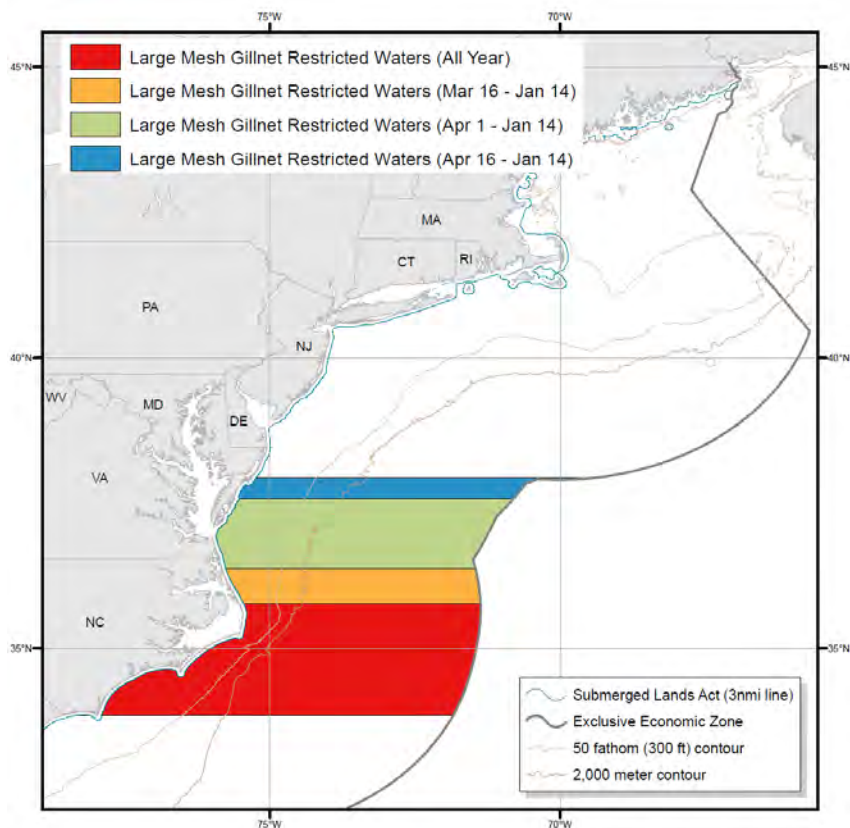 75°W 70°W
Large Mesh Gillnet Restricted Waters (All Year)
Large Mesh Gillnet Restricted Waters (Mar 16 - Jan 14)
Large Mesh Gillnet Restricted Waters (Apr 1 - Jan 14)
Large Mesh Gillnet Restricted Waters (Apr 16 - Jan 14)
45°N 45°N
MA
CT RI
PA
NJ
40°N 40°N
WV MD DE
VA
NC
35°N 35°N
Submerged Lands Act (3nmi line)
Exclusive Economic Zone
50 fathom (300 ft) contour
2,000 meter contour
75°W 70°W